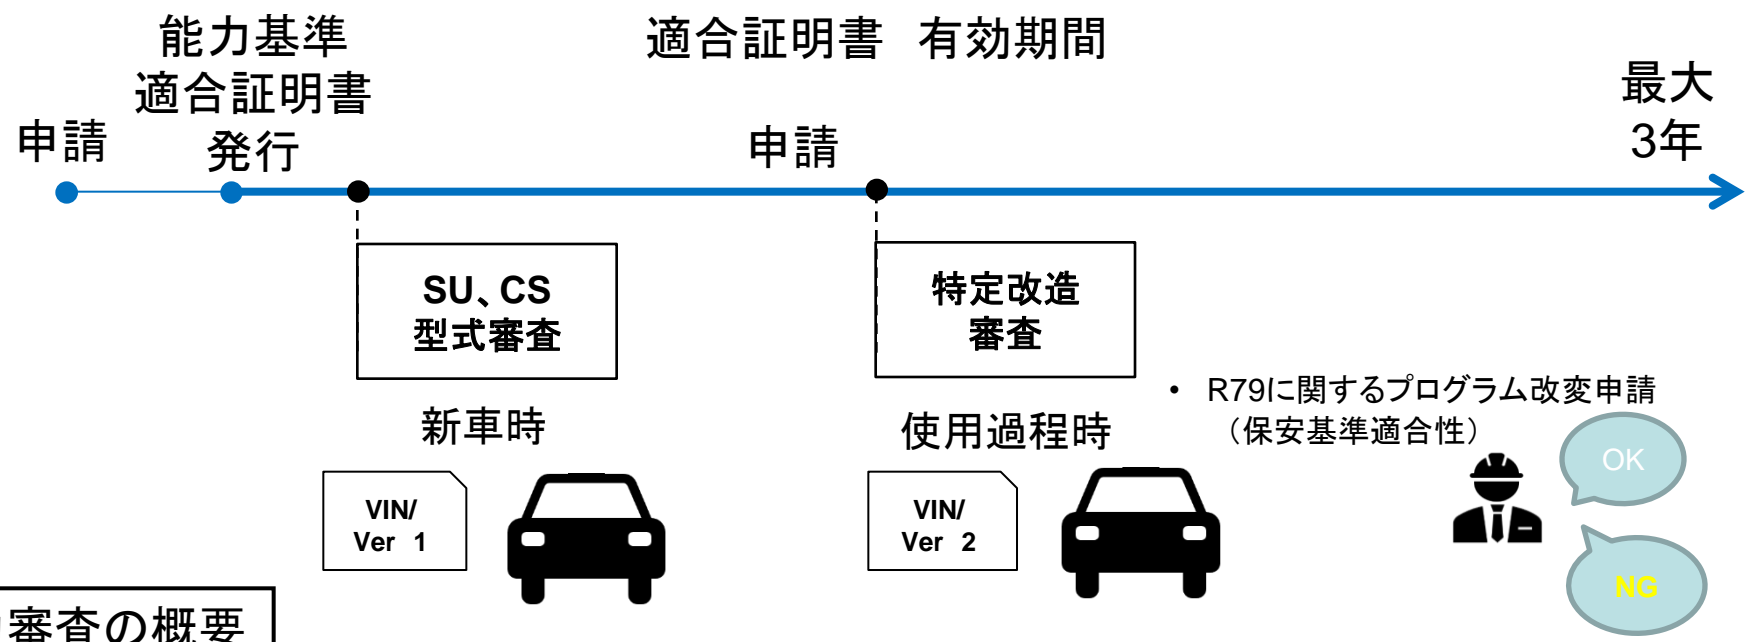 能力基準
適合証明書
発行
適合証明書 有効期間
最大
3年
申請
申請
SU、CS
型式審査
特定改造
審査
新車時
使用過程時
• R79に関するプログラム改変申請
（保安基準適合性）
VIN/
Ver 1
VIN/
Ver 2
OK
NG
審査の概要